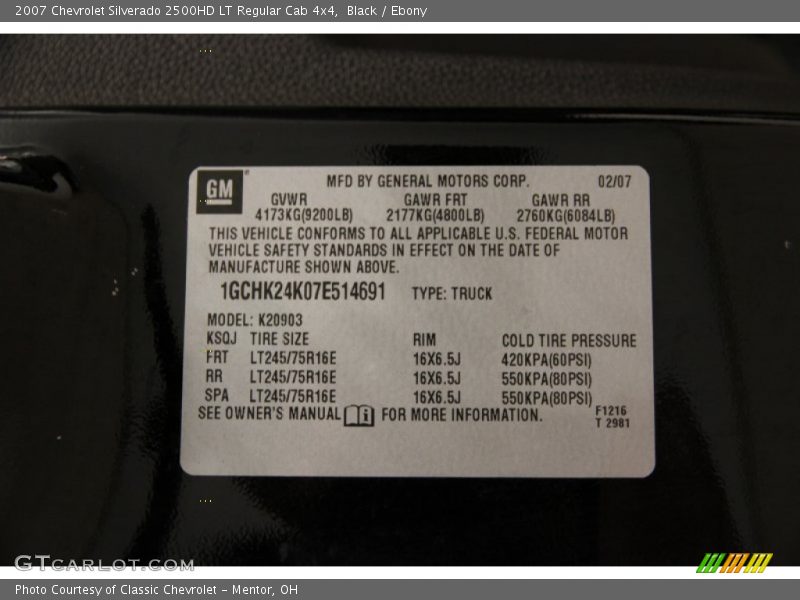 2007 Chevrolet Silverado 2500HD LT Regular Cab 4x4, Black / Ebony
GM
MFD BY GENERAL MOTORS CORP. 02/07
GVWR GAWR FRT GAWR RR
4173KG(9200LB) 2177KG(4800LB) 2760KG(6084LB)
THIS VEHICLE CONFORMS TO ALL APPLICABLE U.S. FEDERAL MOTOR
VEHICLE SAFETY STANDARDS IN EFFECT ON THE DATE OF
MANUFACTURE SHOWN ABOVE.
1GCHK24K07E514691 TYPE: TRUCK
MODEL: K20903
KSQJ TIRE SIZE RIM COLD TIRE PRESSURE
FRT LT245/75R16E 16X6.5J 420KPA(60PSI)
RR LT245/75R16E 16X6.5J 550KPA(80PSI)
SPA LT245/75R16E 16X6.5J 550KPA(80PSI)
SEE OWNER'S MANUAL FOR MORE INFORMATION.
F1216
T 2981
GTCARLOT.COM
Photo Courtesy of Classic Chevrolet - Mentor, OH